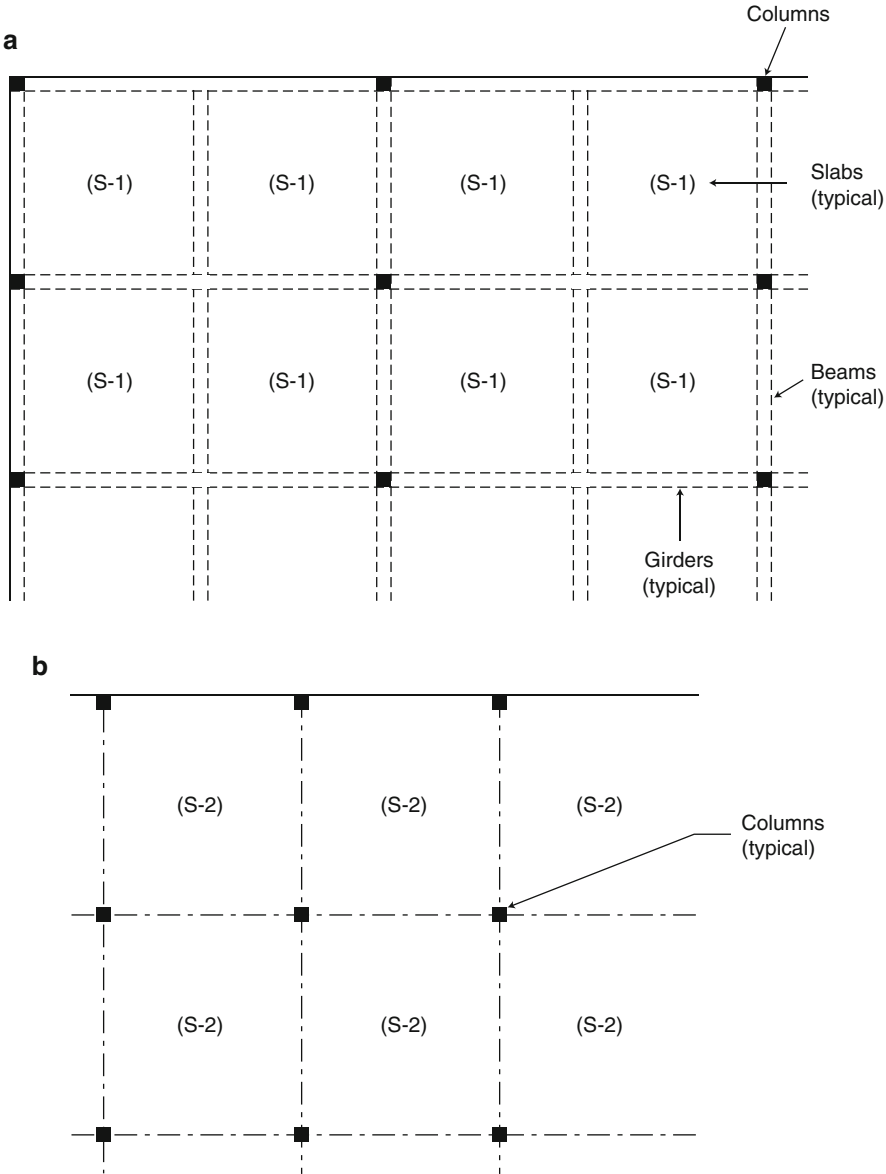 Columns
a
(S-1) (S-1) (S-1) (S-1)
Slabs
(typical)
(S-1) (S-1) (S-1) (S-1)
Beams
(typical)
Girders
(typical)
b
(S-2) (S-2) (S-2)
Columns
(typical)
(S-2) (S-2) (S-2)